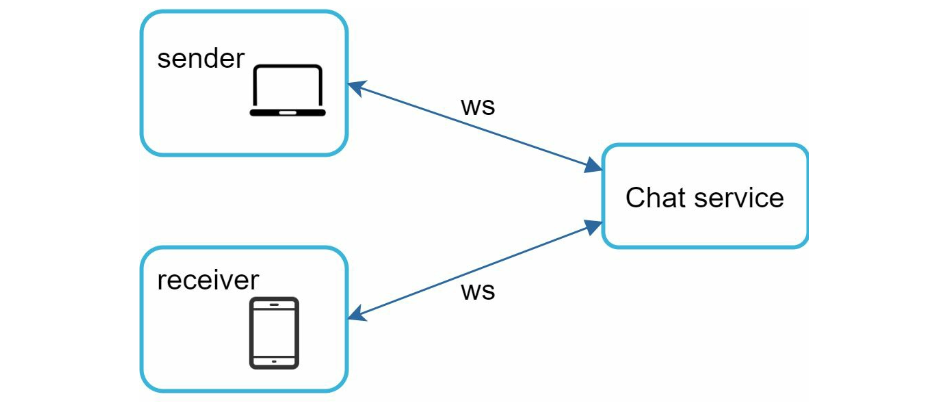 sender
ws
Chat service
receiver
ws